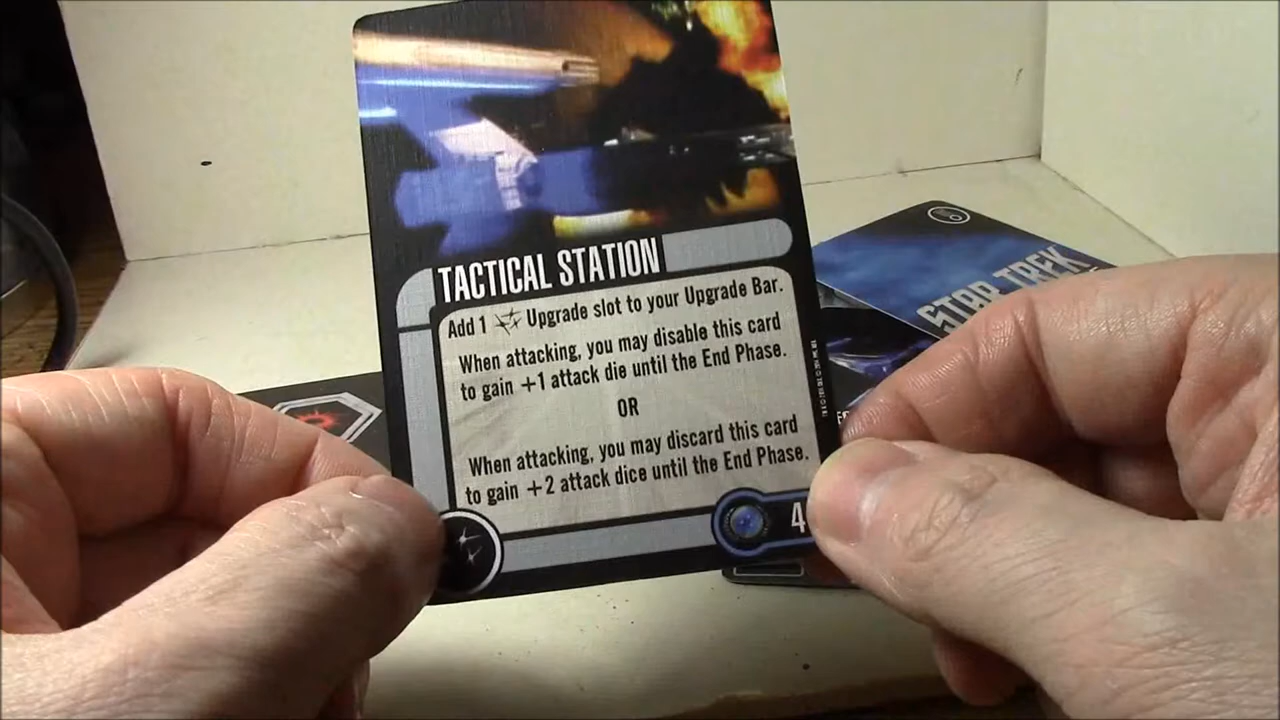 TACTICAL STATION
Add 1 Upgrade slot to your Upgrade Bar.
When attacking, you may disable this card
to gain +1 attack die until the End Phase.
OR
When attacking, you may discard this card
to gain +2 attack dice until the End Phase.
4
STAR TREK